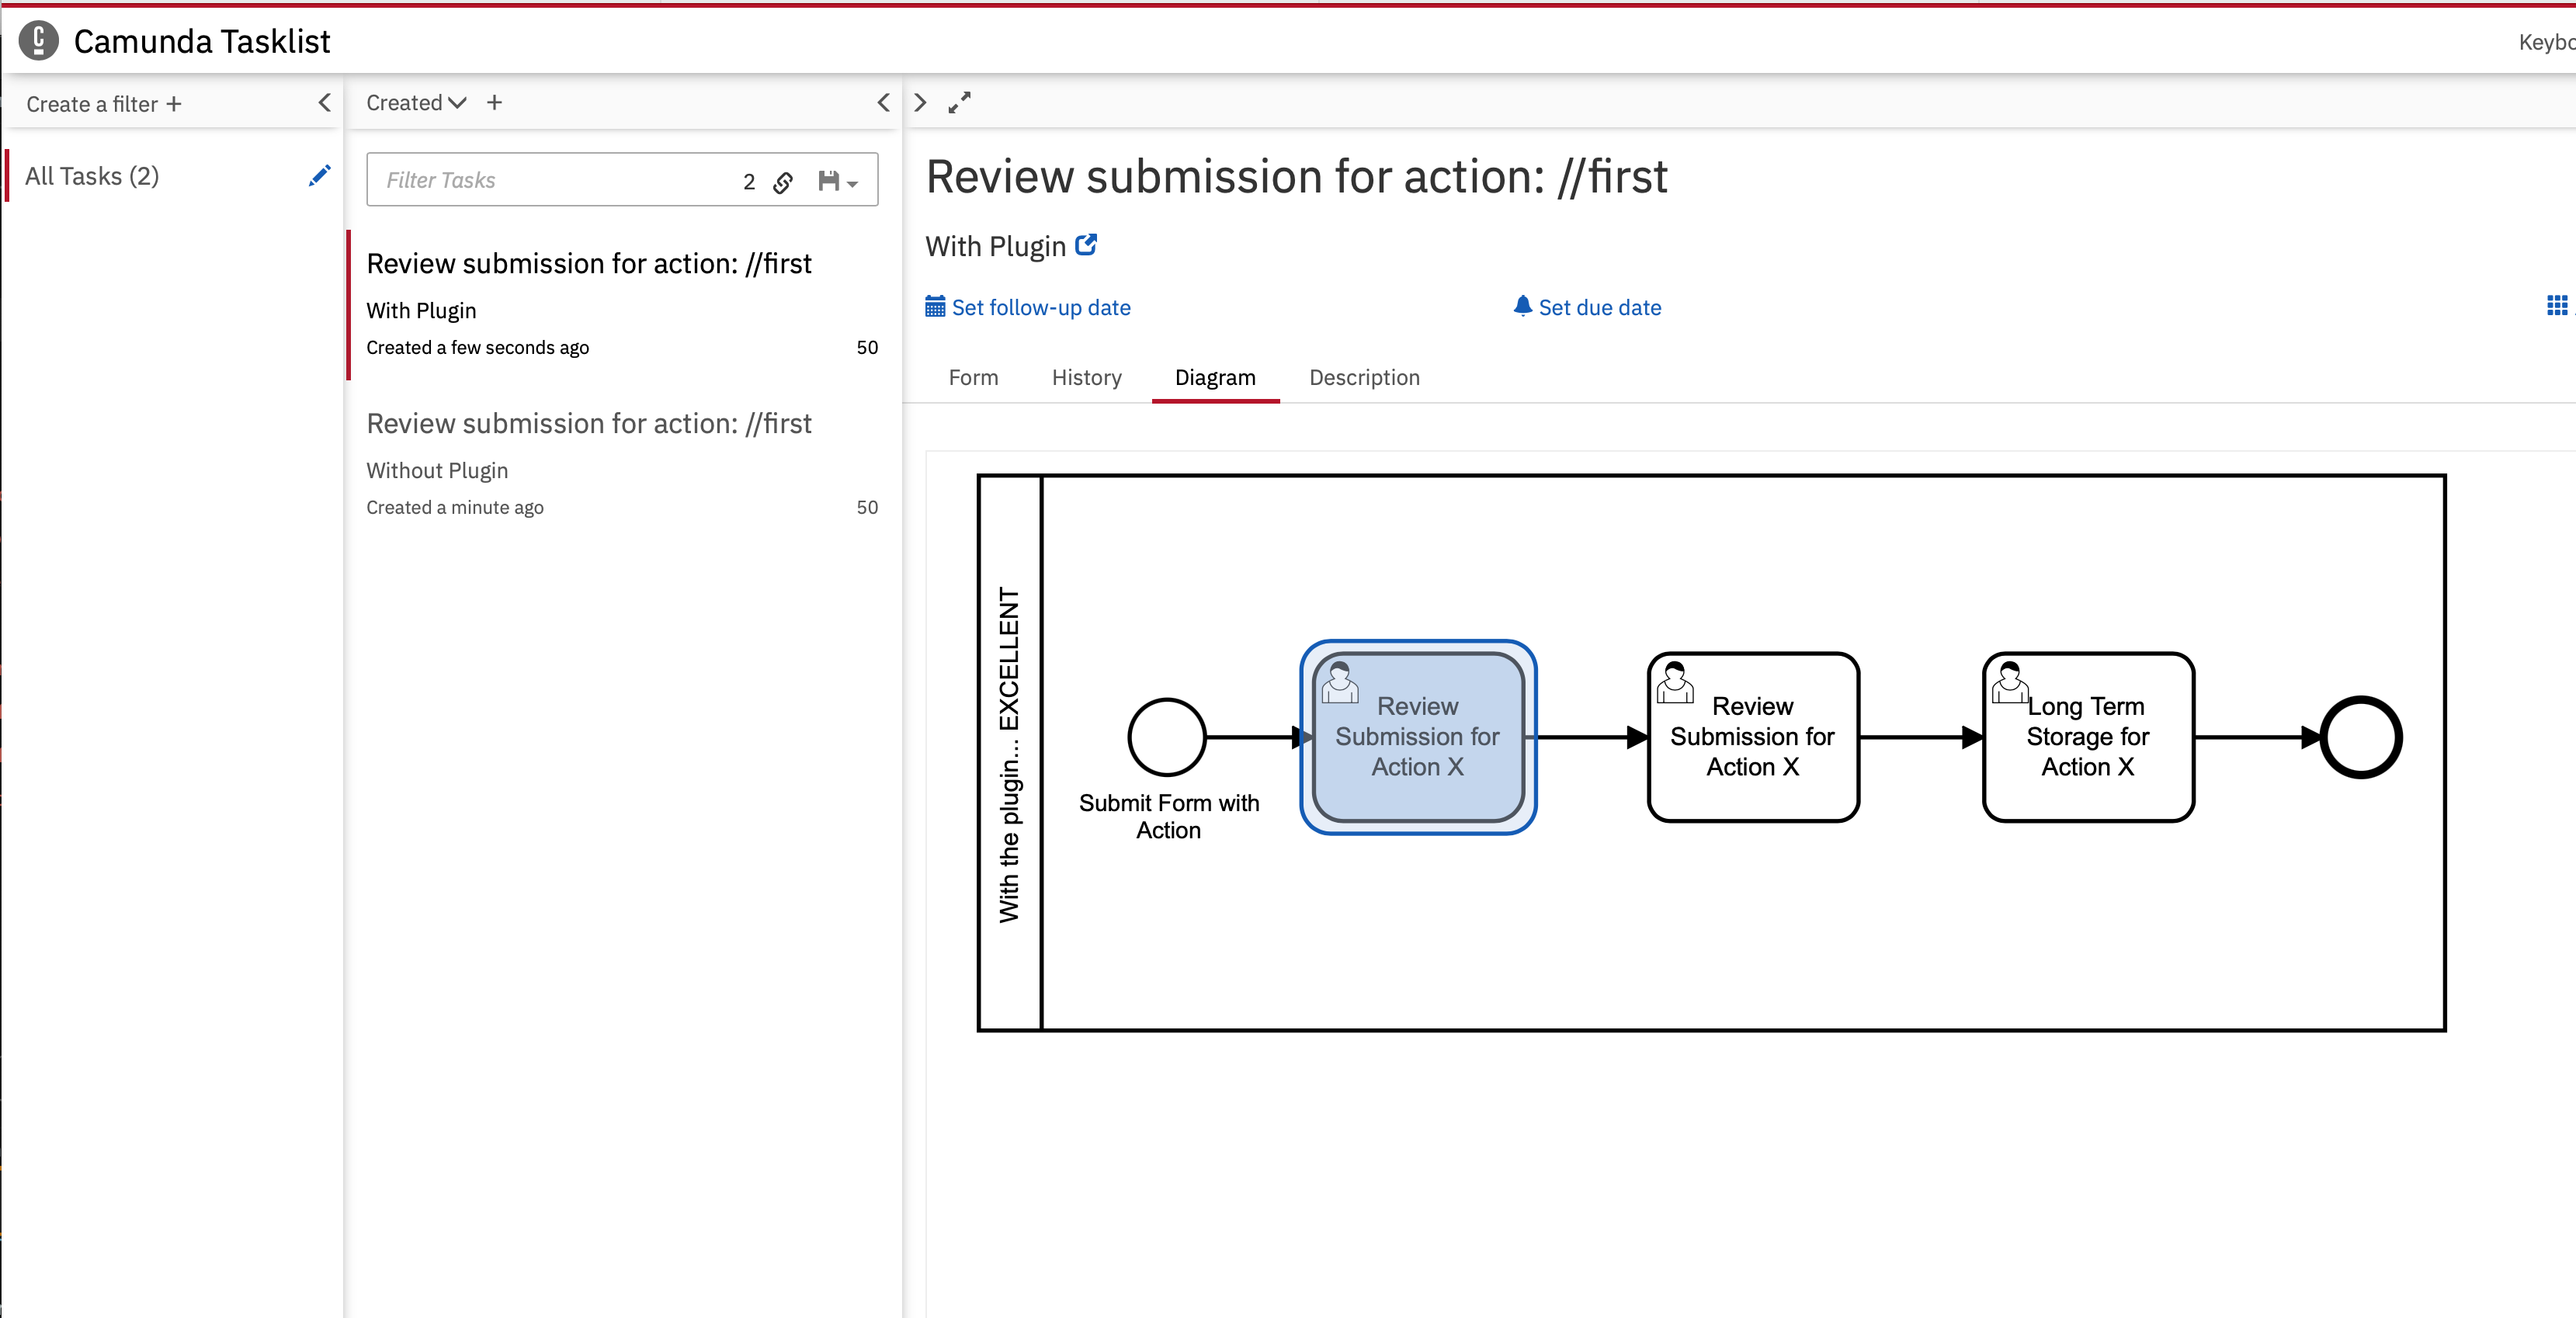 Camunda Tasklist
Keybo
Create a filter +
Created +
All Tasks (2)
Filter Tasks 2
Review submission for action: //first
With Plugin
Created a few seconds ago 50
Review submission for action: //first
Without Plugin
Created a minute ago 50
Review submission for action: //first
With Plugin
Set follow-up date
Set due date
Form History Diagram Description
With the plugin... EXCELLENT
Submit Form with
Action
Review
Submission for
Action X
Review
Submission for
Action X
Long Term
Storage for
Action X